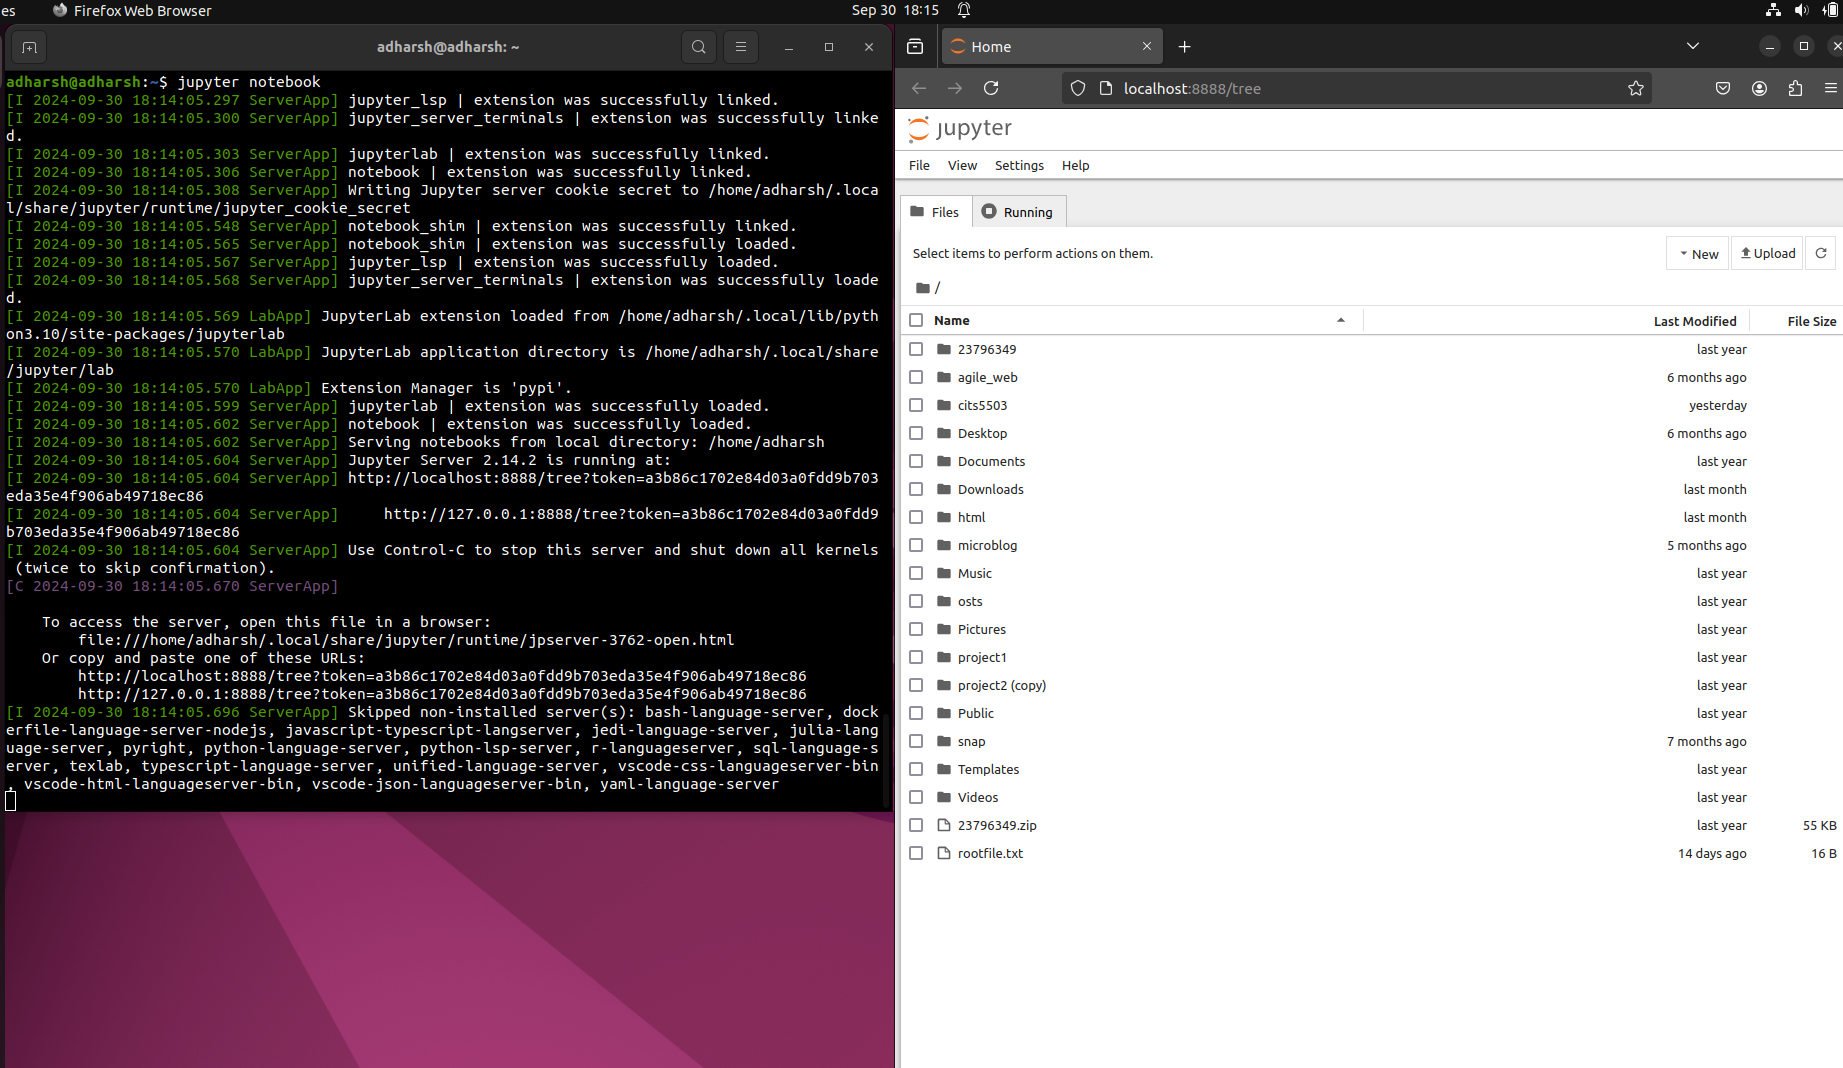 es
Firefox Web Browser
Sep 30 18:15
adharsh@adharsh: ~
adharsh@adharsh:~$ jupyter notebook
[I 2024-09-30 18:14:05.297 ServerApp] jupyter_lsp | extension was successfully linked.
[I 2024-09-30 18:14:05.300 ServerApp] jupyter_server_terminals | extension was successfully linke
d.
[I 2024-09-30 18:14:05.303 ServerApp] jupyterlab | extension was successfully linked.
[I 2024-09-30 18:14:05.306 ServerApp] notebook | extension was successfully linked.
[I 2024-09-30 18:14:05.308 ServerApp] Writing Jupyter server cookie secret to /home/adharsh/.loca
l/share/jupyter/runtime/jupyter_cookie_secret
[I 2024-09-30 18:14:05.548 ServerApp] notebook_shim | extension was successfully linked.
[I 2024-09-30 18:14:05.565 ServerApp] notebook_shim | extension was successfully loaded.
[I 2024-09-30 18:14:05.567 ServerApp] jupyter_lsp | extension was successfully loaded.
[I 2024-09-30 18:14:05.568 ServerApp] jupyter_server_terminals | extension was successfully loade
d.
[I 2024-09-30 18:14:05.569 LabApp] JupyterLab extension loaded from /home/adharsh/.local/lib/pyth
on3.10/site-packages/jupyterlab
[I 2024-09-30 18:14:05.570 LabApp] JupyterLab application directory is /home/adharsh/.local/share
/jupyter/lab
[I 2024-09-30 18:14:05.570 LabApp] Extension Manager is 'pypi'.
[I 2024-09-30 18:14:05.599 ServerApp] jupyterlab | extension was successfully loaded.
[I 2024-09-30 18:14:05.602 ServerApp] notebook | extension was successfully loaded.
[I 2024-09-30 18:14:05.602 ServerApp] Serving notebooks from local directory: /home/adharsh
[I 2024-09-30 18:14:05.604 ServerApp] Jupyter Server 2.14.2 is running at:
[I 2024-09-30 18:14:05.604 ServerApp] http://localhost:8888/tree?token=a3b86c1702e84d03a0fdd9b703
eda35e4f906ab49718ec86
[I 2024-09-30 18:14:05.604 ServerApp]     http://127.0.0.1:8888/tree?token=a3b86c1702e84d03a0fdd9
b703eda35e4f906ab49718ec86
[I 2024-09-30 18:14:05.604 ServerApp] Use Control-C to stop this server and shut down all kernels
 (twice to skip confirmation).
[C 2024-09-30 18:14:05.670 ServerApp]
To access the server, open this file in a browser:
file:///home/adharsh/.local/share/jupyter/runtime/jpserver-3762-open.html
Or copy and paste one of these URLs:
http://localhost:8888/tree?token=a3b86c1702e84d03a0fdd9b703eda35e4f906ab49718ec86
http://127.0.0.1:8888/tree?token=a3b86c1702e84d03a0fdd9b703eda35e4f906ab49718ec86
[I 2024-09-30 18:14:05.696 ServerApp] Skipped non-installed server(s): bash-language-server, dock
erfile-language-server-nodejs, javascript-typescript-langserver, jedi-language-server, julia-lang
uage-server, pyright, python-language-server, python-lsp-server, r-languageserver, sql-language-s
erver, texlab, typescript-language-server, unified-language-server, vscode-css-languageserver-bin
, vscode-html-languageserver-bin, vscode-json-languageserver-bin, yaml-language-server
Home
localhost:8888/tree
jupyter
File View Settings Help
Files Running
Select items to perform actions on them.
New Upload
/
Name Last Modified File Size
23796349 last year
agile_web 6 months ago
cits5503 yesterday
Desktop 6 months ago
Documents last year
Downloads last month
html last month
microblog 5 months ago
Music last year
osts last year
Pictures last year
project1 last year
project2 (copy) last year
Public last year
snap 7 months ago
Templates last year
Videos last year
23796349.zip last year 55 KB
rootfile.txt 14 days ago 16 B